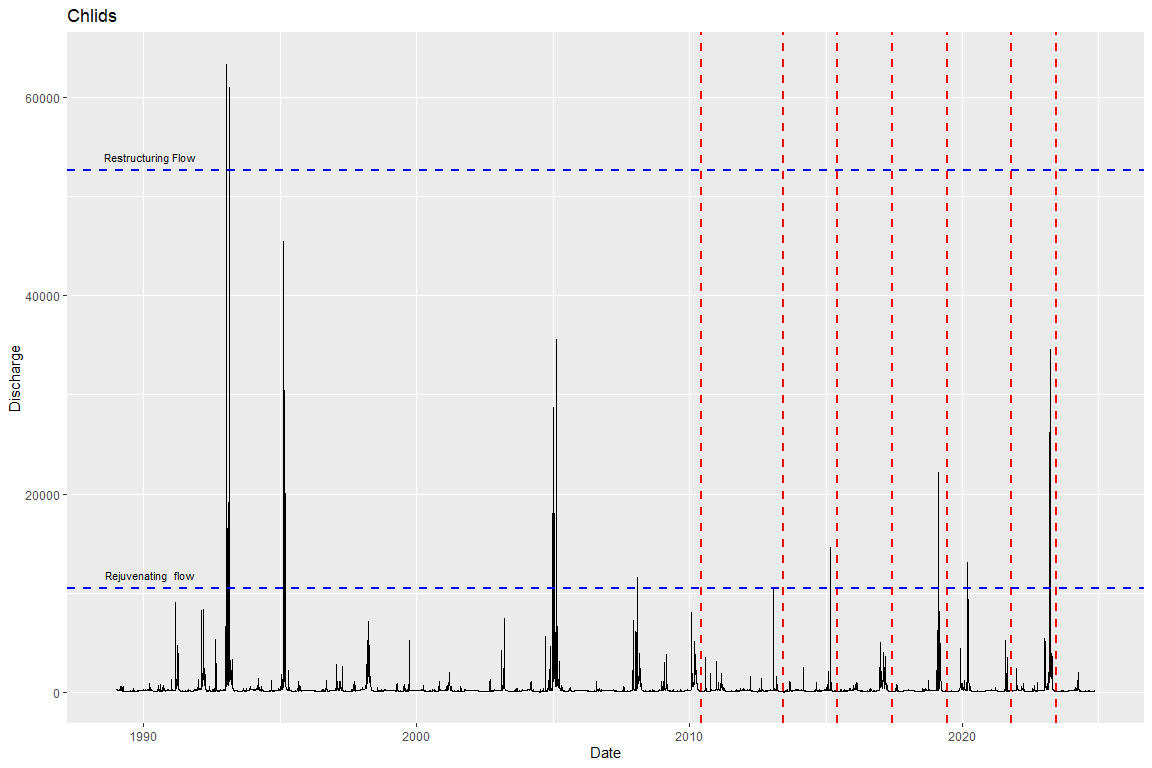 Chlids
60000
Restructuring Flow
40000
20000
Rejuvenating  flow
0
Discharge
1990
2000
2010
2020
Date